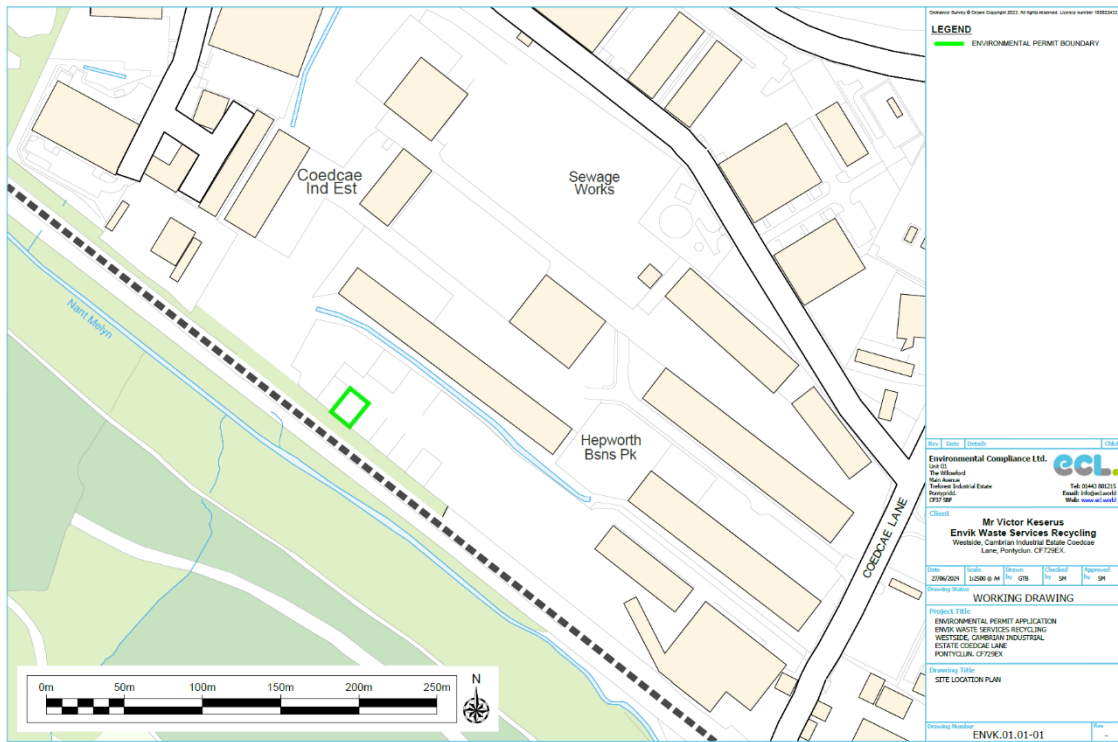 Coedcae
Ind Est
Sewage
Works
Nant Melyn
Hepworth
Bsns Pk
COEDCAE LANE
0m 50m 100m 150m 200m 250m
N
Ordnance Survey © Crown Copyright 2023. All rights reserved. Licence number
LEGEND
ENVIRONMENTAL PERMIT BOUNDARY
Rev Date Details Chkd
Environmental Compliance Ltd.
Unit G1
The Willowford
Main Avenue
Treforest Industrial Estate
Pontypridd.
CF37 5BF
ecl.
Tel: 01443 801215
Email: info@ecl.world
Web: www.ecl.world
Client
Mr Victor Keserus
Envik Waste Services Recycling
Westside, Cambrian Industrial Estate Coedcae
Lane, Pontyclun. CF729EX.
Date 27/06/2024
Scale 1:2500 @ A4
Drawn by GTB
Checked by SM
Approved by SM
Drawing Status
WORKING DRAWING
Project Title
ENVIRONMENTAL PERMIT APPLICATION
ENVIK WASTE SERVICES RECYCLING
WESTSIDE, CAMBRIAN INDUSTRIAL
ESTATE COEDCAE LANE
PONTYCLUN. CF729EX
Drawing Title
SITE LOCATION PLAN
Drawing Number
ENVK.01.01-01
Rev
-